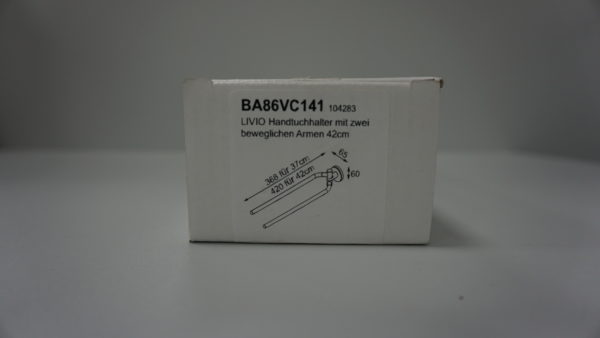 BA86VC141 104283
LIVIO Handtuchhalter mit zwei
beweglichen Armen 42cm
368 für 37cm
420 für 42cm
65
60